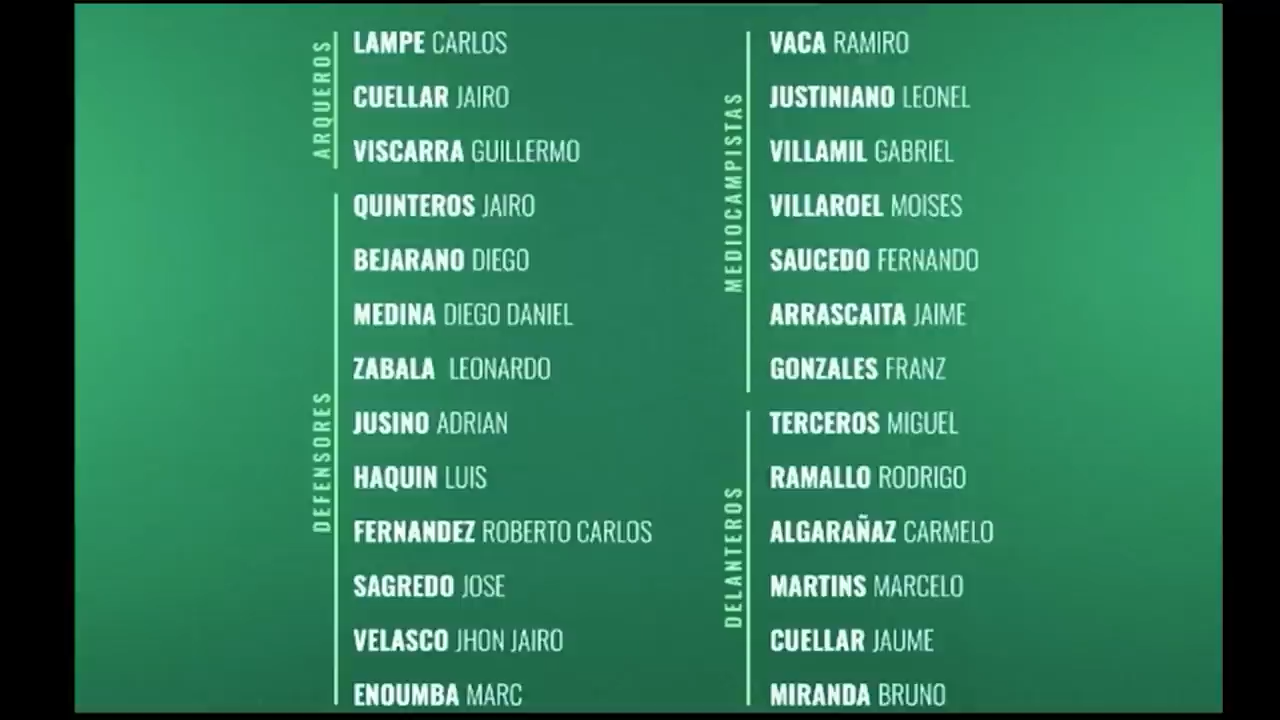 ARQUEROS
LAMPE CARLOS
CUELLAR JAIRO
VISCARRA GUILLERMO
DEFENSORES
QUINTEROS JAIRO
BEJARANO DIEGO
MEDINA DIEGO DANIEL
ZABALA LEONARDO
JUSINO ADRIAN
HAQUIN LUIS
FERNANDEZ ROBERTO CARLOS
SAGREDO JOSE
VELASCO JHON JAIRO
ENOUMBA MARC
MEDIOCAMPISTAS
VACA RAMIRO
JUSTINIANO LEONEL
VILLAMIL GABRIEL
VILLAROEL MOISES
SAUCEDO FERNANDO
ARRASCAITA JAIME
GONZALES FRANZ
DELANTEROS
TERCEROS MIGUEL
RAMALLO RODRIGO
ALGARAÑAZ CARMELO
MARTINS MARCELO
CUELLAR JAUME
MIRANDA BRUNO